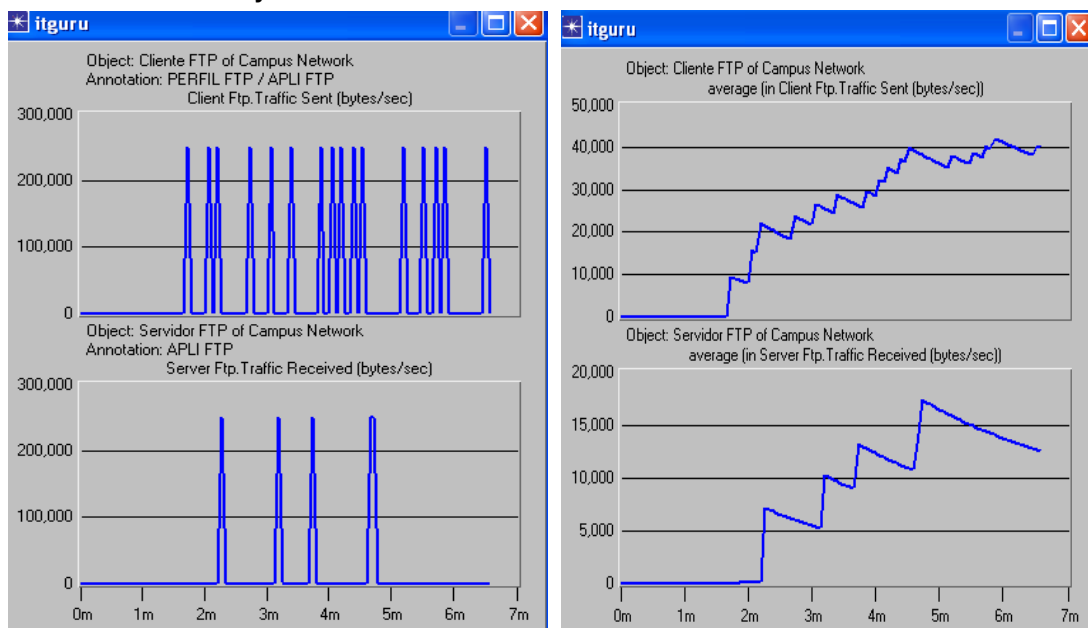 itguru
Object: Cliente FTP of Campus Network
Annotation: PERFIL FTP / APLI FTP
Client Ftp.Traffic Sent (bytes/sec)
300,000
200,000
100,000
0
Object: Servidor FTP of Campus Network
Annotation: APLI FTP
Server Ftp.Traffic Received (bytes/sec)
300,000
200,000
100,000
0
0m 1m 2m 3m 4m 5m 6m 7m
itguru
Object: Cliente FTP of Campus Network
average (in Client Ftp.Traffic Sent (bytes/sec))
50,000
40,000
30,000
20,000
10,000
0
Object: Servidor FTP of Campus Network
average (in Server Ftp.Traffic Received (bytes/sec))
20,000
15,000
10,000
5,000
0
0m 1m 2m 3m 4m 5m 6m 7m